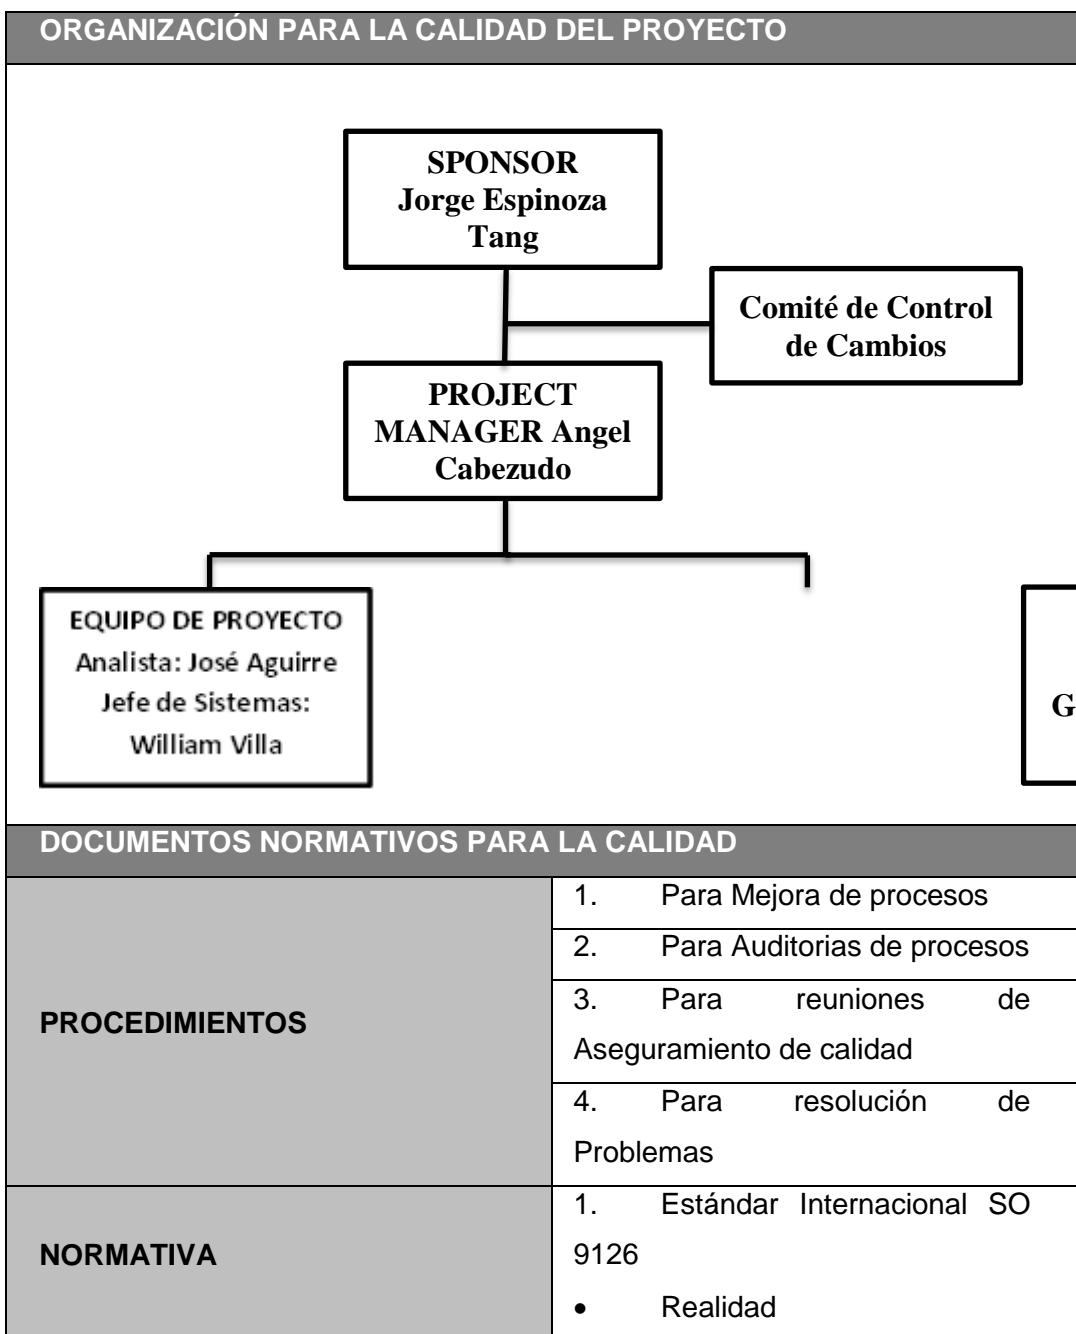 ORGANIZACIÓN PARA LA CALIDAD DEL PROYECTO
SPONSOR
Jorge Espinoza
Tang
Comité de Control
de Cambios
PROJECT
MANAGER Angel
Cabezudo
EQUIPO DE PROYECTO
Analista: José Aguirre
Jefe de Sistemas:
William Villa
G
DOCUMENTOS NORMATIVOS PARA LA CALIDAD
PROCEDIMIENTOS
1. Para Mejora de procesos
2. Para Auditorias de procesos
3. Para reuniones de
Aseguramiento de calidad
4. Para resolución de
Problemas
NORMATIVA
1. Estándar Internacional SO
9126
• Realidad